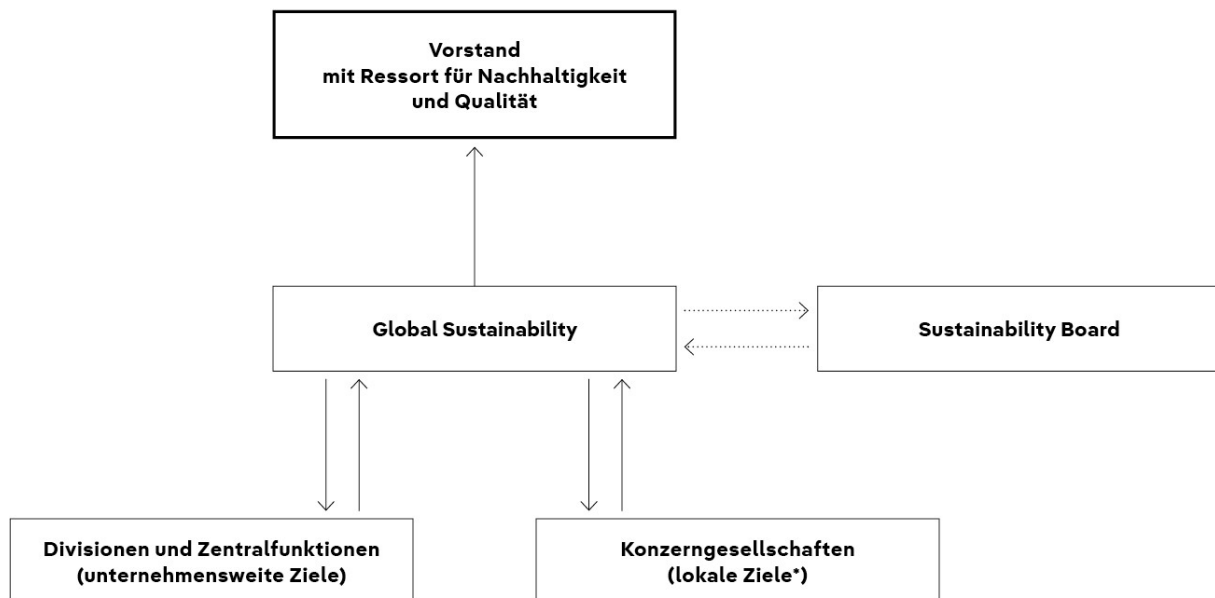 Vorstand
mit Ressort für Nachhaltigkeit
und Qualität
Global Sustainability
Sustainability Board
Divisionen und Zentralfunktionen
(unternehmensweite Ziele)
Konzerngesellschaften
(lokale Ziele*)